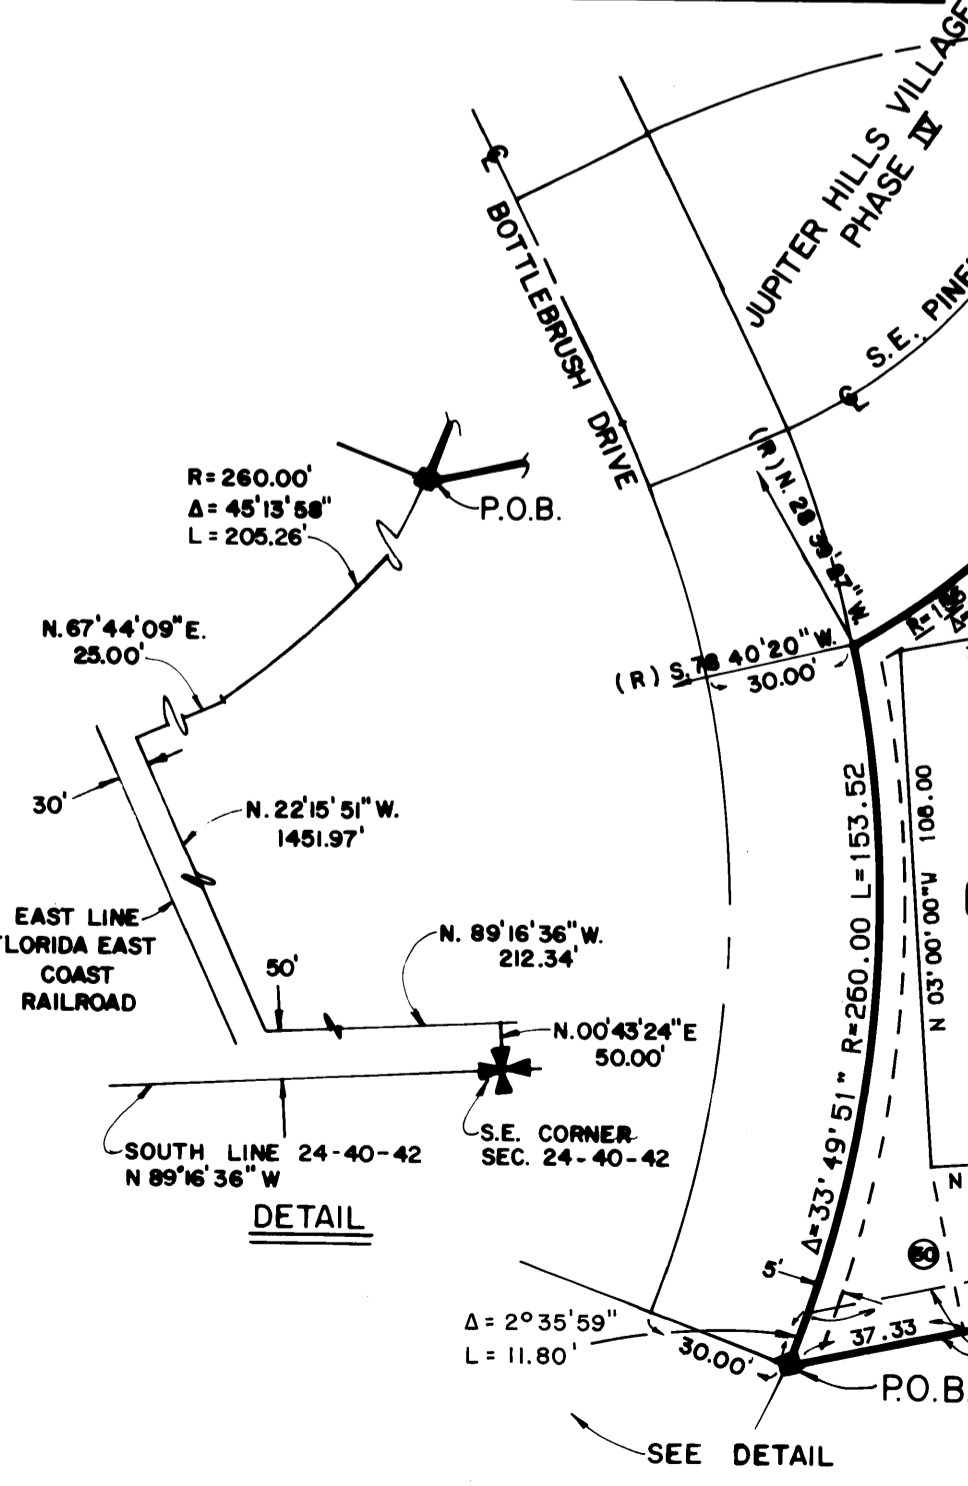 JUPITER HILLS VILLAGE
PHASE IV
℄
BOTTLEBRUSH DRIVE
S.E. PINE
℄
R=260.00'
Δ=45'13'58"
L=205.26'
P.O.B.
(R) N. 28
W.
N.67'44'09"E.
25.00'
(R) S. 40'20" W.
30.00'
R=
Δ=
30'
N.22'15'51"W.
1451.97'
EAST LINE
FLORIDA EAST
COAST
RAILROAD
50'
N. 89'16'36"W.
212.34'
N.00'43'24"E
50.00'
S.E. CORNER
SEC. 24-40-42
SOUTH LINE 24-40-42
N 89'16'36" W
DETAIL
Δ=33'49'51" R=260.00 L=153.52
N 03'00'00"W 108.00
N
5'
Δ=2°35'59"
L=11.80'
30.00'
37.33
P.O.B.
SEE DETAIL